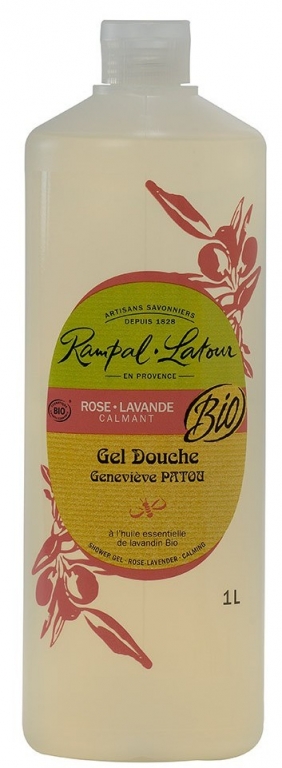 ARTISANS SAVONNIERS
DEPUIS 1828
Rampal·Latour
EN PROVENCE
BIO
ROSE·LAVANDE
CALMANT
Bio
Gel Douche
Geneviève PATOU
à l'huile essentielle
de lavandin Bio
SHOWER GEL - ROSE-LAVENDER - CALMING
1L